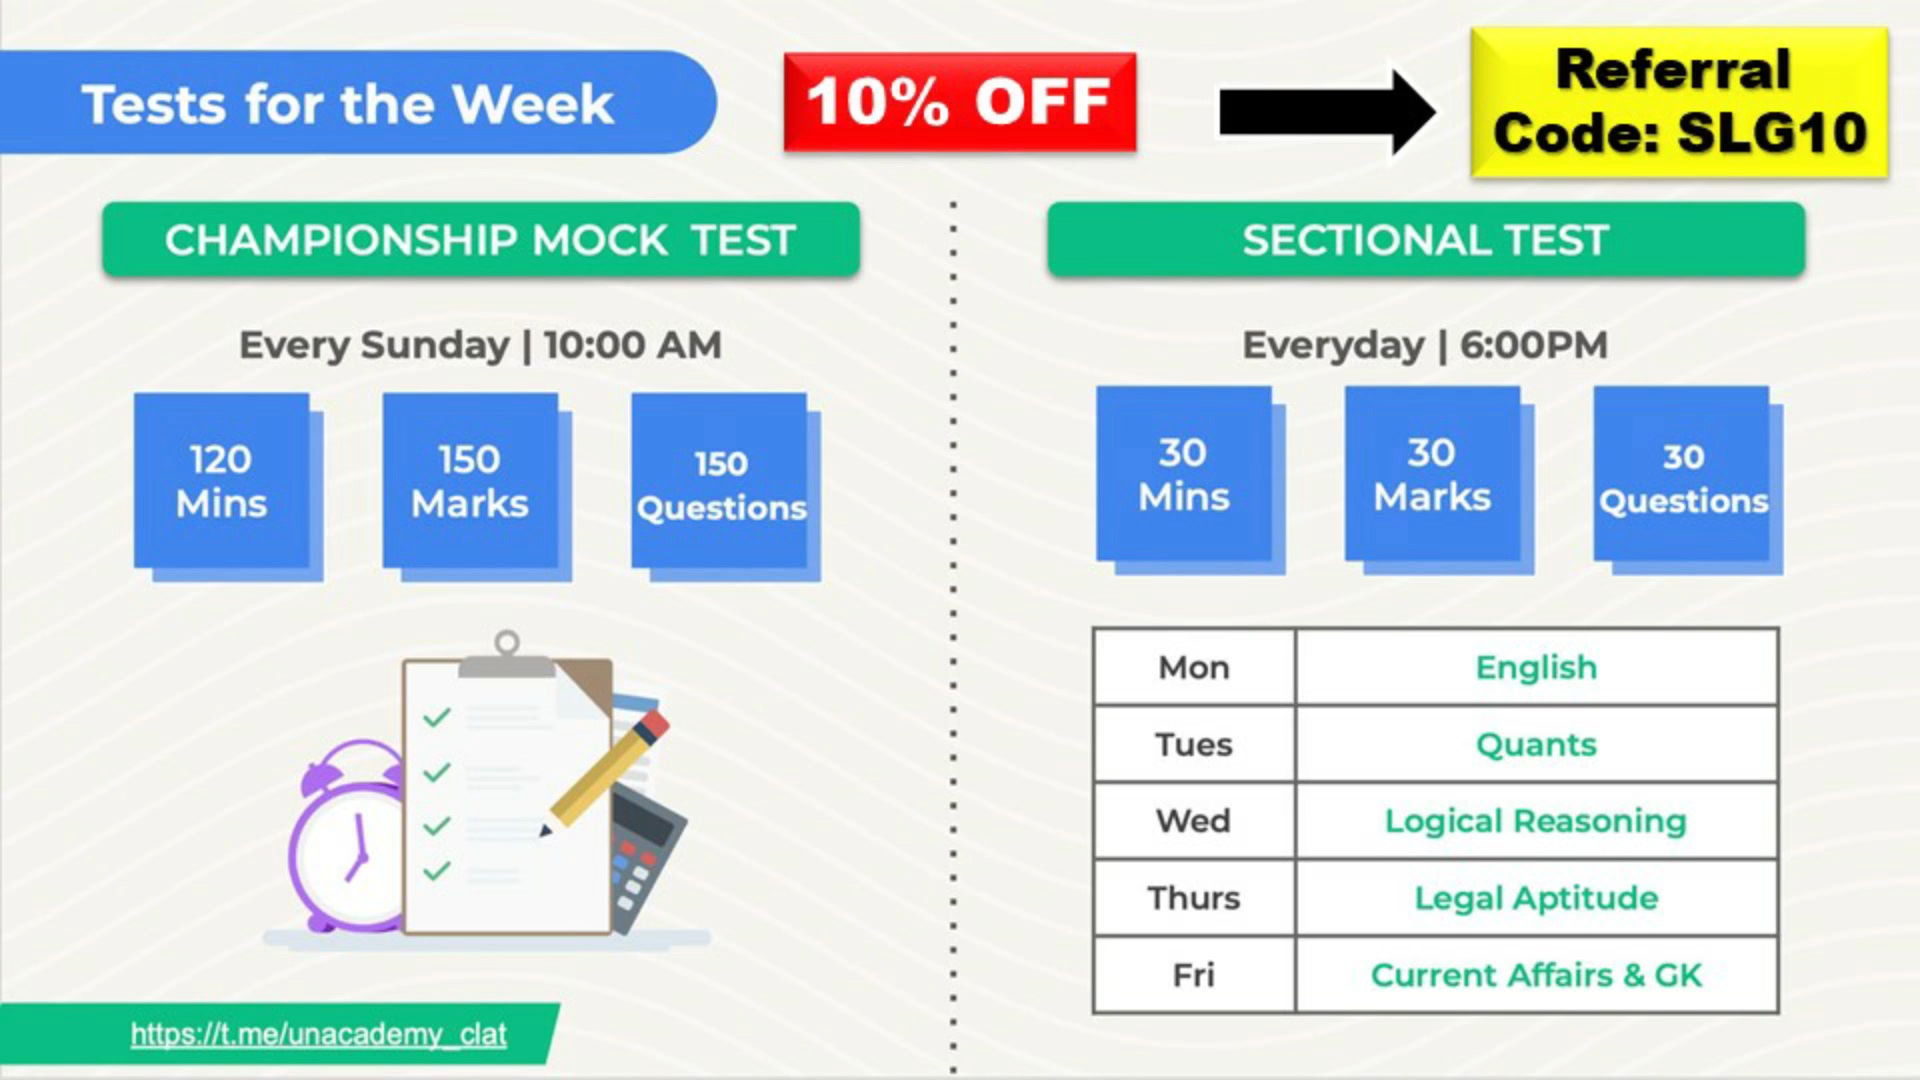 Tests for the Week
10% OFF
Referral
Code: SLG10
CHAMPIONSHIP MOCK TEST
Every Sunday | 10:00 AM
120
Mins
150
Marks
150
Questions
https://t.me/unacademy_clat
SECTIONAL TEST
Everyday | 6:00PM
30
Mins
30
Marks
30
Questions
Mon English
Tues Quants
Wed Logical Reasoning
Thurs Legal Aptitude
Fri Current Affairs & GK